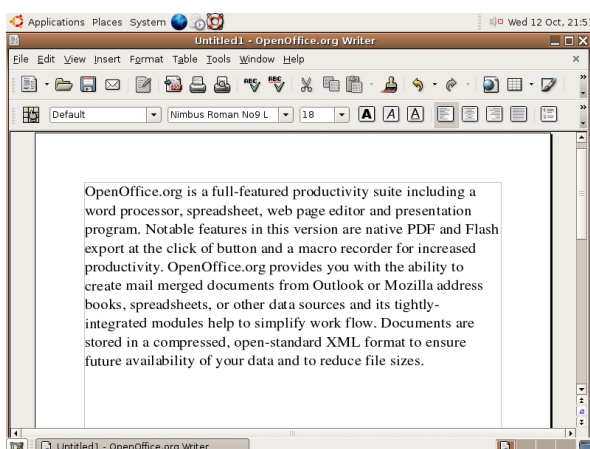 Applications Places System Wed 12 Oct, 21:5
Untitled1 - OpenOffice.org Writer
File Edit View Insert Format Table Tools Window Help
ABC ABC
Default Nimbus Roman No9 L 18 A A A
OpenOffice.org is a full-featured productivity suite including a
word processor, spreadsheet, web page editor and presentation
program. Notable features in this version are native PDF and Flash
export at the click of button and a macro recorder for increased
productivity. OpenOffice.org provides you with the ability to
create mail merged documents from Outlook or Mozilla address
books, spreadsheets, or other data sources and its tightly-
integrated modules help to simplify work flow. Documents are
stored in a compressed, open-standard XML format to ensure
future availability of your data and to reduce file sizes.
Untitled1 - OpenOffice.org Writer